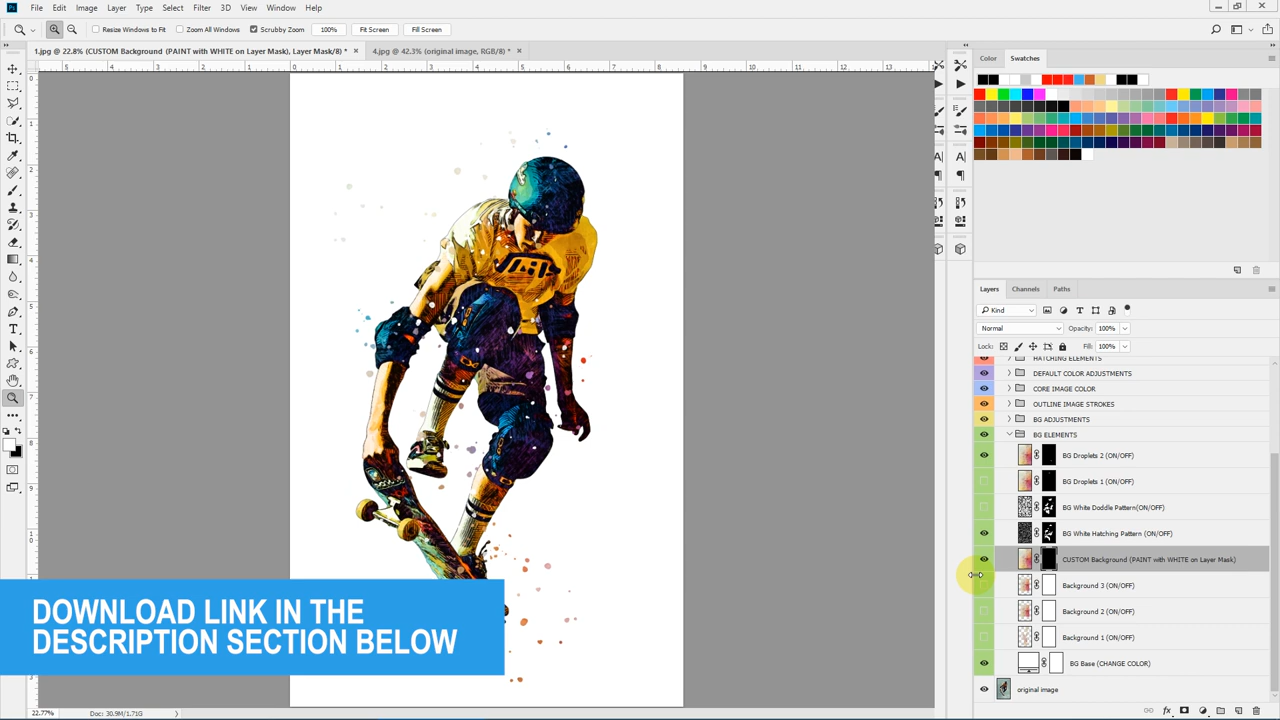 File Edit Image Layer Type Select Filter 3D View Window Help
Resize Windows to Fit Zoom All Windows Scrubby Zoom 100% Fit Screen Fill Screen
1.jpg @ 22.8% (CUSTOM Background (PAINT with WHITE on Layer Mask), Layer Mask/8) * × 4.jpg @ 42.3% (original image, RGB/8) * ×
Color Swatches
Layers Channels Paths
Kind
Normal Opacity: 100%
Lock: Fill: 100%
HATCHING ELEMENTS
DEFAULT COLOR ADJUSTMENTS
CORE IMAGE COLOR
OUTLINE IMAGE STROKES
BG ADJUSTMENTS
BG ELEMENTS
BG Droplets 2 (ON/OFF)
BG Droplets 1 (ON/OFF)
BG White Doddle Pattern(ON/OFF)
BG White Hatching Pattern (ON/OFF)
CUSTOM Background (PAINT with WHITE on Layer Mask)
Background 3 (ON/OFF)
Background 2 (ON/OFF)
Background 1 (ON/OFF)
BG Base (CHANGE COLOR)
original image
DOWNLOAD LINK IN THE
DESCRIPTION SECTION BELOW
22.77% Doc: 30.9M/1.71G